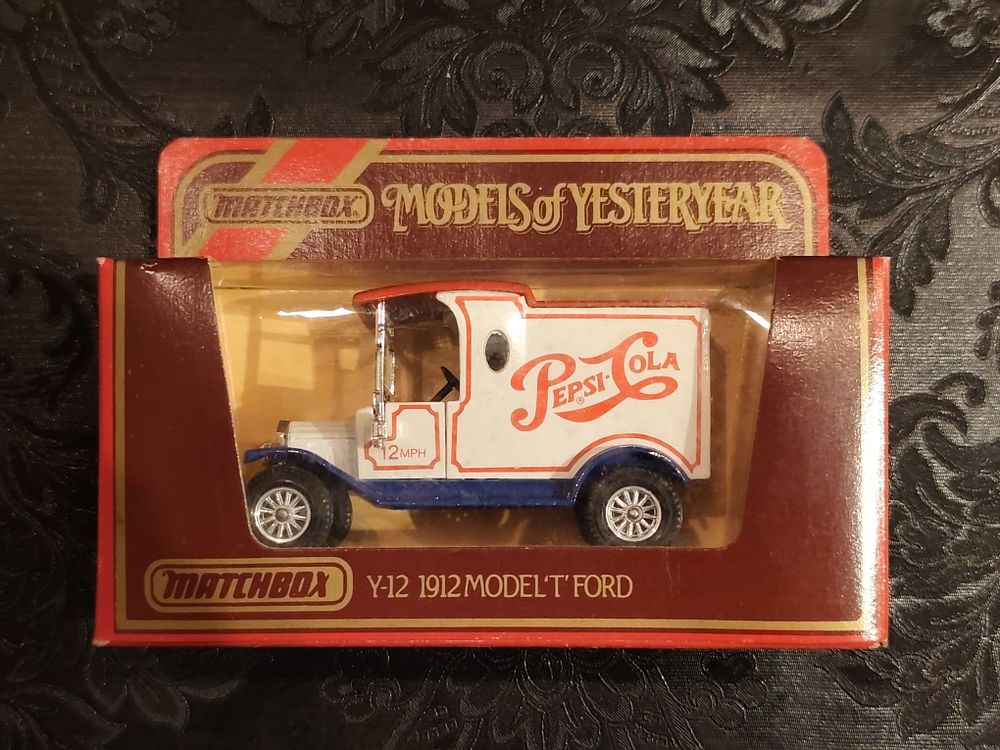 MATCHBOX
MODELS of YESTERYEAR
PEPSI-COLA
®
12 MPH
MATCHBOX
Y-12 1912 MODEL 'T' FORD